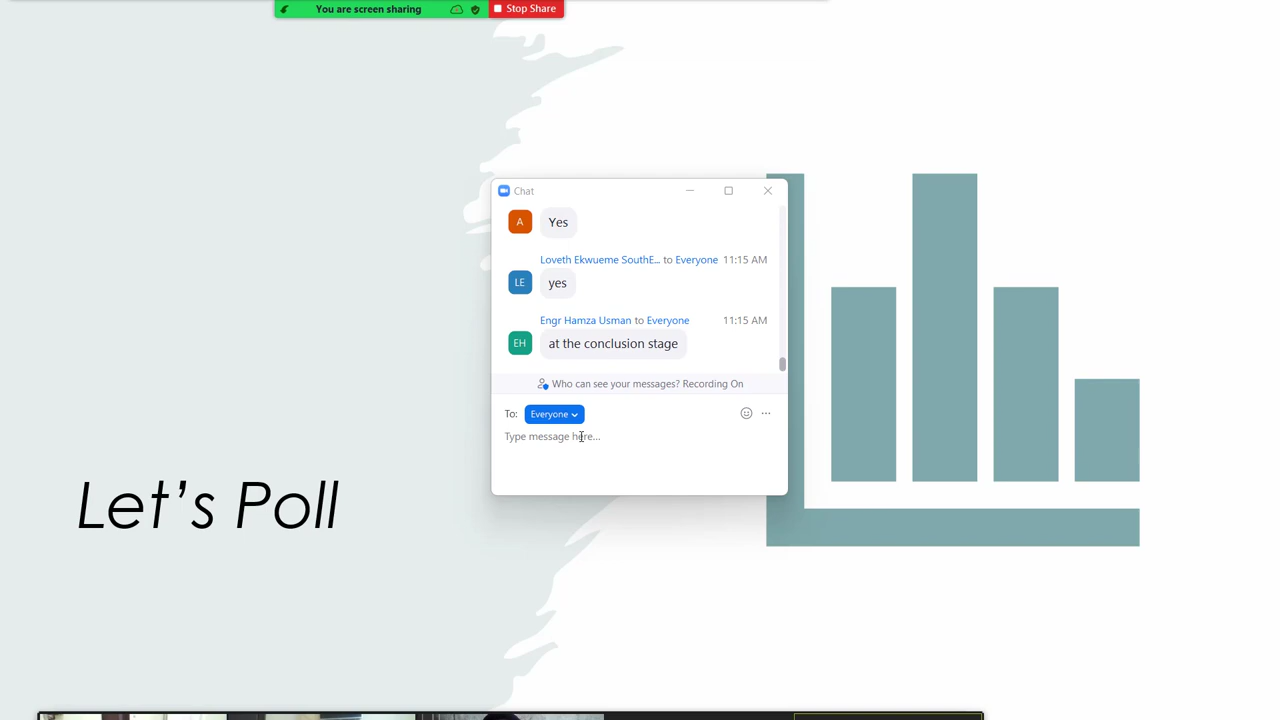 You are screen sharing Stop Share
Chat
A Yes
Loveth Ekwueme SouthE... to Everyone 11:15 AM
LE yes
Engr Hamza Usman to Everyone 11:15 AM
EH at the conclusion stage
Who can see your messages? Recording On
To: Everyone
Type message here...
Let's Poll